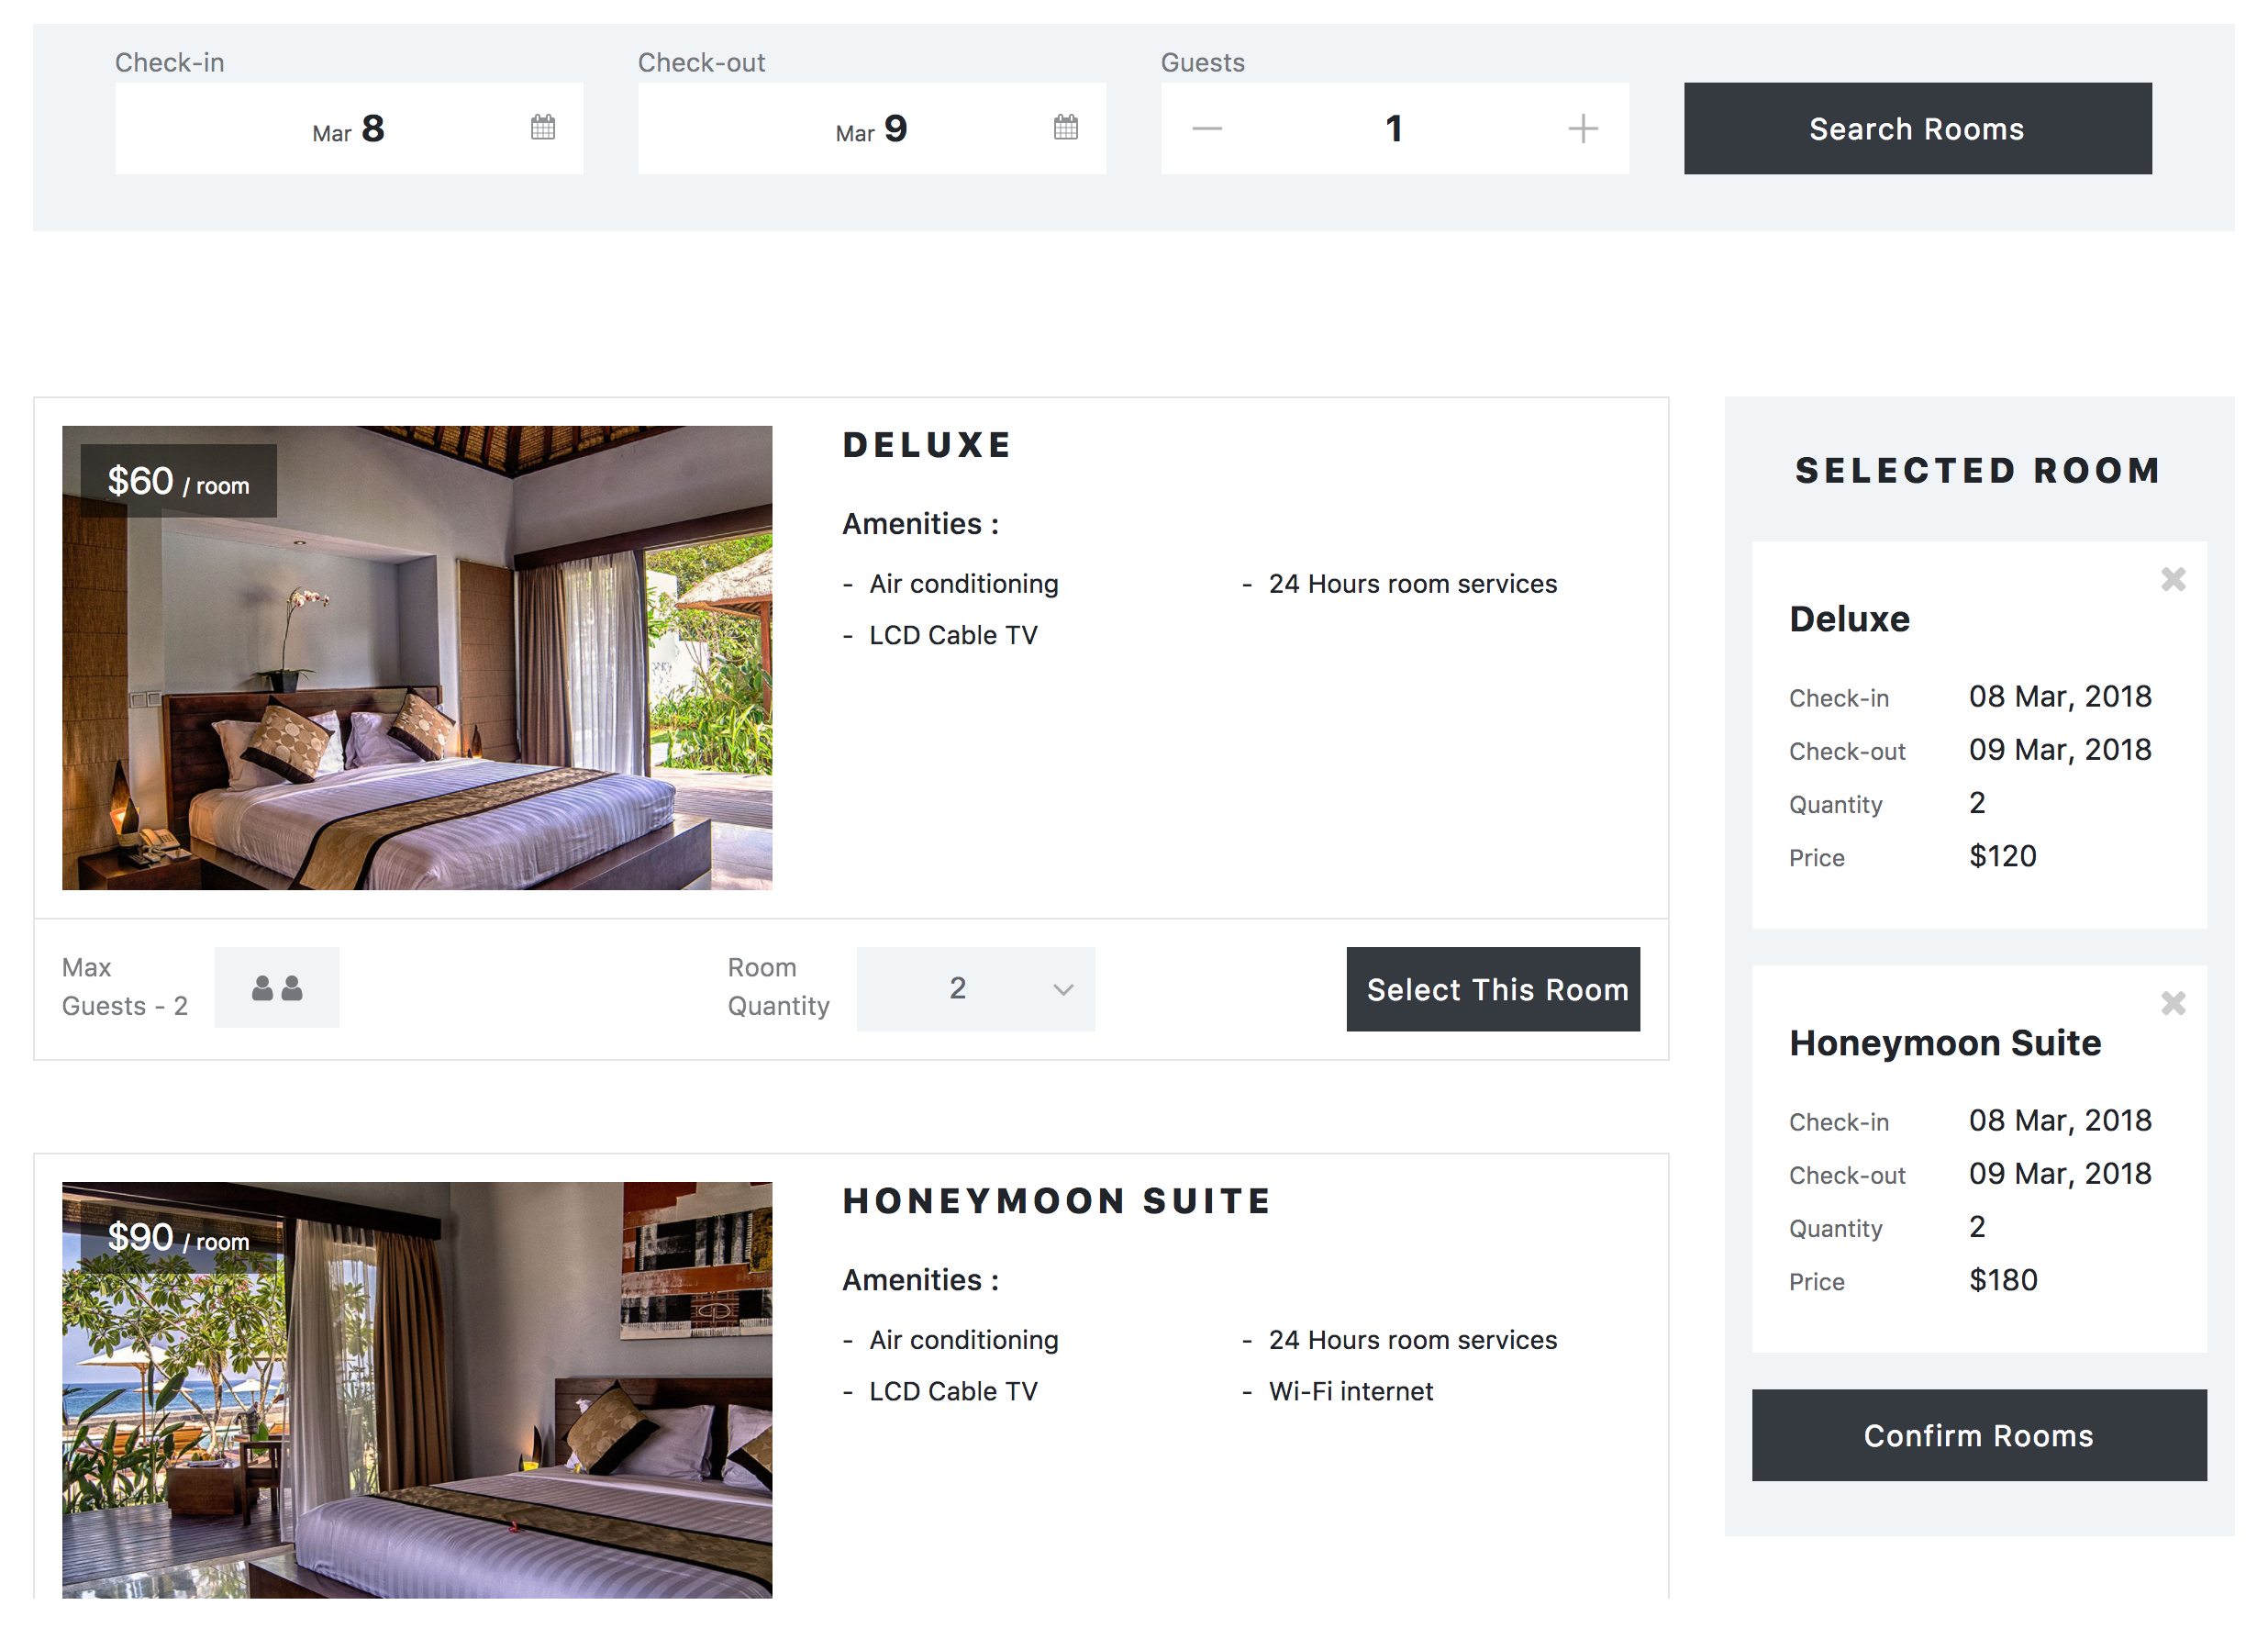 Check-in
Check-out
Guests
Mar 8
Mar 9
1
Search Rooms
$60 / room
DELUXE
Amenities :
- Air conditioning
- 24 Hours room services
- LCD Cable TV
Max
Guests - 2
Room
Quantity
2
Select This Room
$90 / room
HONEYMOON SUITE
Amenities :
- Air conditioning
- 24 Hours room services
- LCD Cable TV
- Wi-Fi internet
SELECTED ROOM
Deluxe
Check-in 08 Mar, 2018
Check-out 09 Mar, 2018
Quantity 2
Price $120
Honeymoon Suite
Check-in 08 Mar, 2018
Check-out 09 Mar, 2018
Quantity 2
Price $180
Confirm Rooms